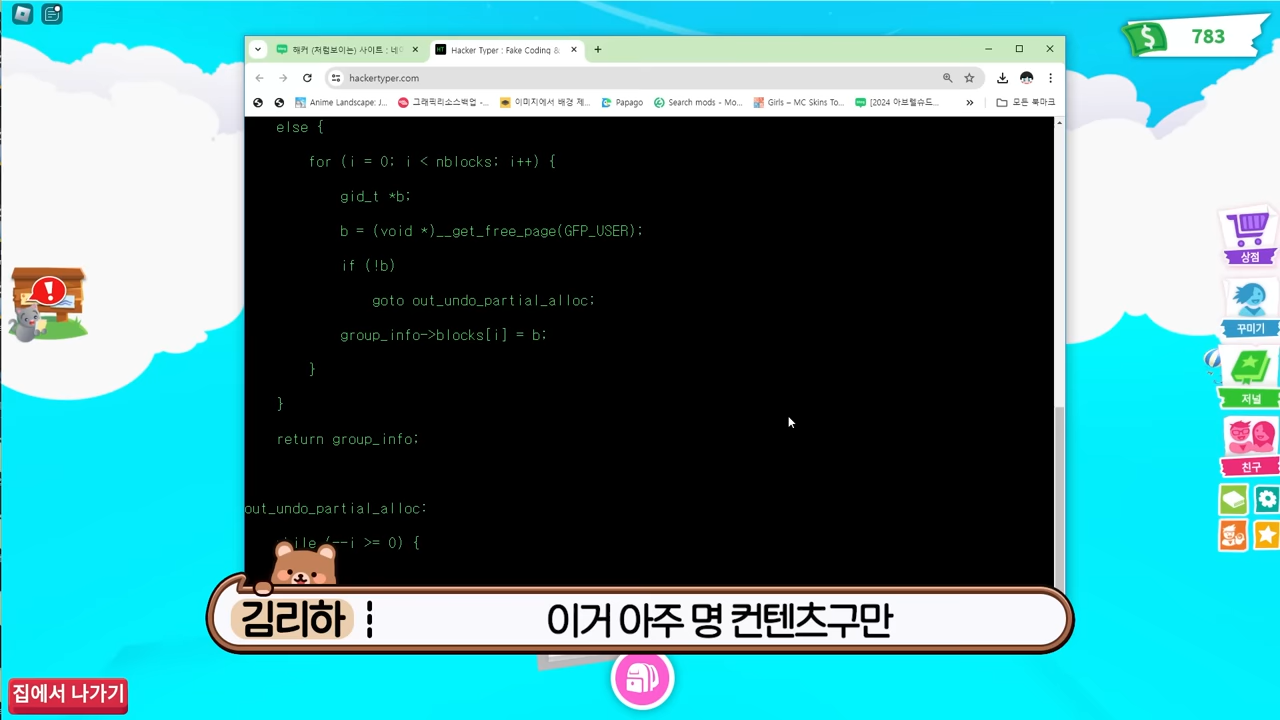 783
해커 (처럼보이는) 사이트 : 네이
Hacker Typer : Fake Coding &
hackertyper.com
Anime Landscape: J...
그래픽리소스백업 -...
이미지에서 배경 제...
Papago
Search mods - Mo...
Girls – MC Skins To...
[2024 아브렐슈드...
»
모든 북마크
else {
for (i = 0; i < nblocks; i++) {
gid_t *b;
b = (void *)__get_free_page(GFP_USER);
if (!b)
goto out_undo_partial_alloc;
group_info->blocks[i] = b;
}
}
return group_info;
out_undo_partial_alloc:
while (--i >= 0) {
상점
꾸미기
저널
친구
김리하 : 이거 아주 명 컨텐츠구만
집에서 나가기